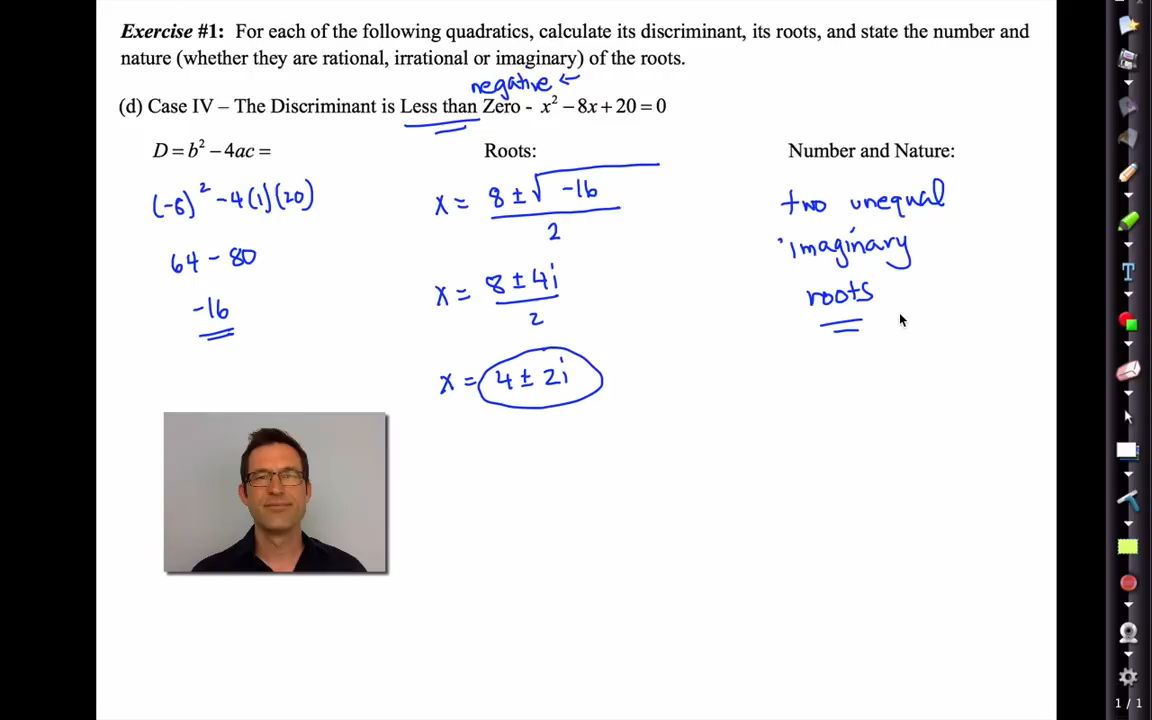 Exercise #1: For each of the following quadratics, calculate its discriminant, its roots, and state the number and
nature (whether they are rational, irrational or imaginary) of the roots.
negative ←
(d) Case IV – The Discriminant is Less than Zero - x² − 8x + 20 = 0
D = b² − 4ac =
(-8)² - 4(1)(20)
64 - 80
-16
Roots:
x = (8 ± √-16)/2
x = (8 ± 4i)/2
x = 4 ± 2i
Number and Nature:
two unequal
imaginary
roots
T
1 / 1